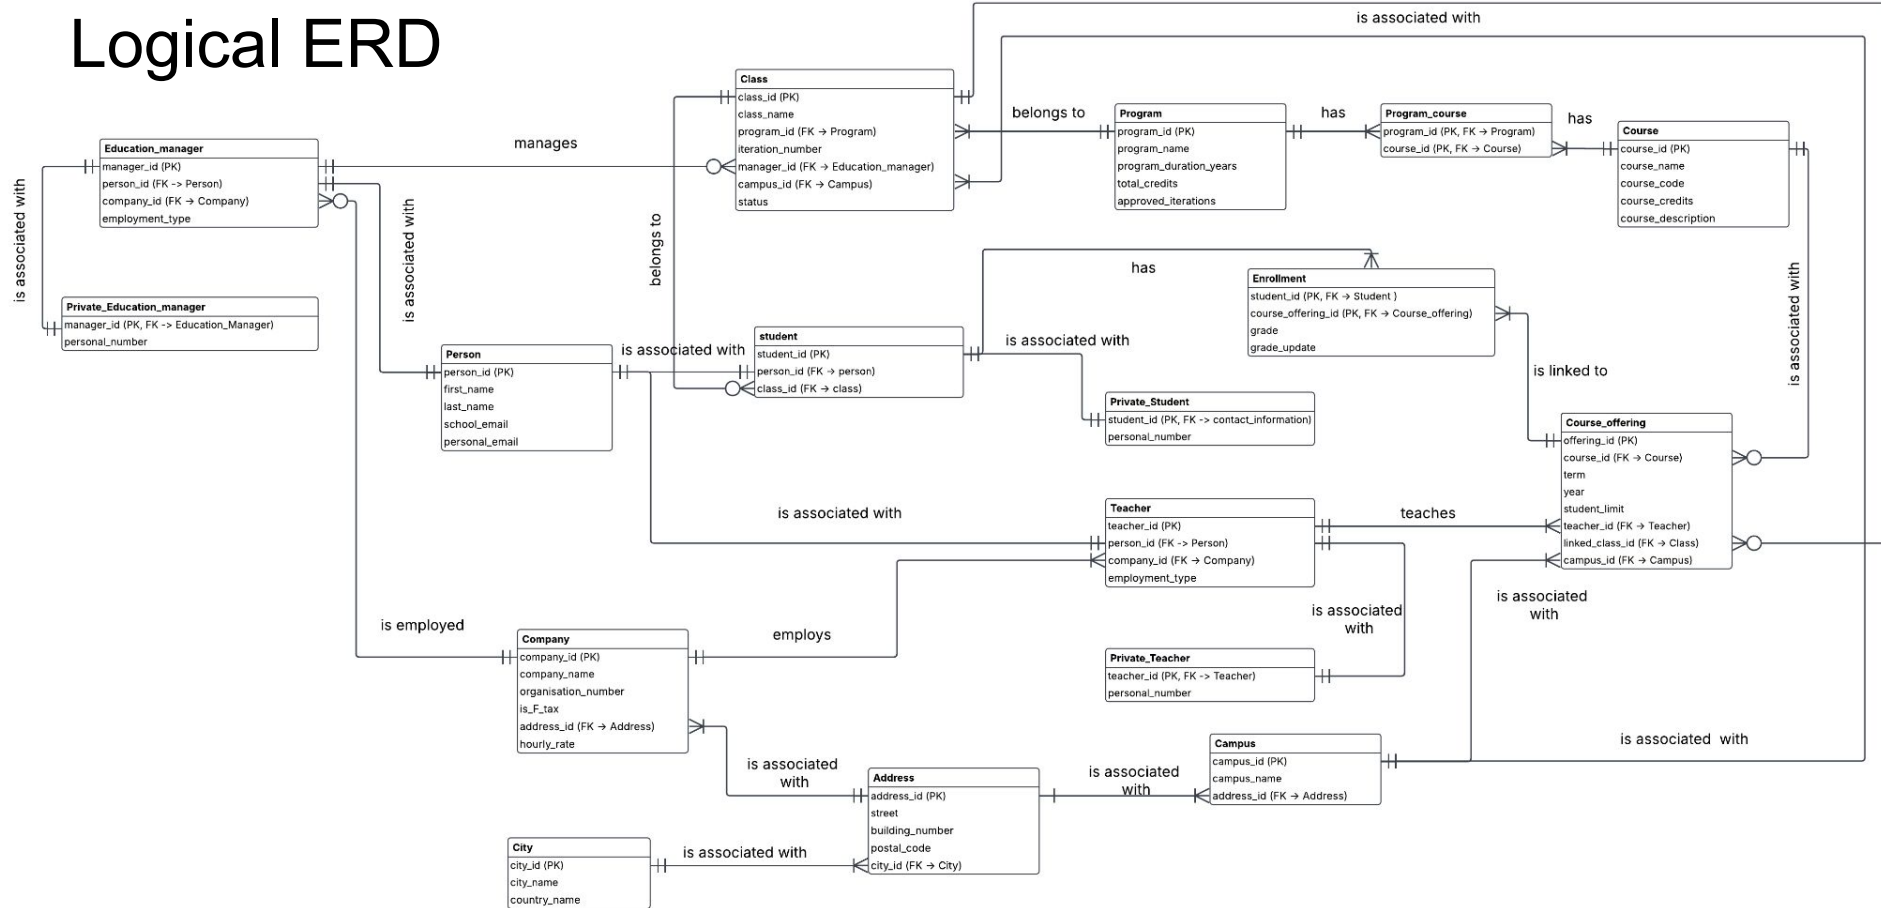 Logical ERD
is associated with
Class
class_id (PK)
class_name
program_id (FK → Program)
iteration_number
manager_id (FK → Education_manager)
campus_id (FK → Campus)
status
belongs to
Program
program_id (PK)
program_name
program_duration_years
total_credits
approved_iterations
has
Program_course
program_id (PK, FK → Program)
course_id (PK, FK → Course)
has
Course
course_id (PK)
course_name
course_code
course_credits
course_description
manages
Education_manager
manager_id (PK)
person_id (FK -> Person)
company_id (FK → Company)
employment_type
is associated with
is associated with
belongs to
Private_Education_manager
manager_id (PK, FK -> Education_Manager)
personal_number
has
Enrollment
student_id (PK, FK → Student )
course_offering_id (PK, FK → Course_offering)
grade
grade_update
is associated with
Person
person_id (PK)
first_name
last_name
school_email
personal_email
is associated with
student
student_id (PK)
person_id (FK → person)
class_id (FK → class)
is associated with
is linked to
Private_Student
student_id (PK, FK -> contact_information)
personal_number
Course_offering
offering_id (PK)
course_id (FK → Course)
term
year
student_limit
teacher_id (FK → Teacher)
linked_class_id (FK → Class)
campus_id (FK → Campus)
is associated with
Teacher
teacher_id (PK)
person_id (FK -> Person)
company_id (FK → Company)
employment_type
teaches
is associated
with
is associated
with
is employed
Company
company_id (PK)
company_name
organisation_number
is_F_tax
address_id (FK → Address)
hourly_rate
employs
Private_Teacher
teacher_id (PK, FK -> Teacher)
personal_number
is associated
with
Address
address_id (PK)
street
building_number
postal_code
city_id (FK → City)
is associated
with
Campus
campus_id (PK)
campus_name
address_id (FK → Address)
is associated  with
City
city_id (PK)
city_name
country_name
is associated with